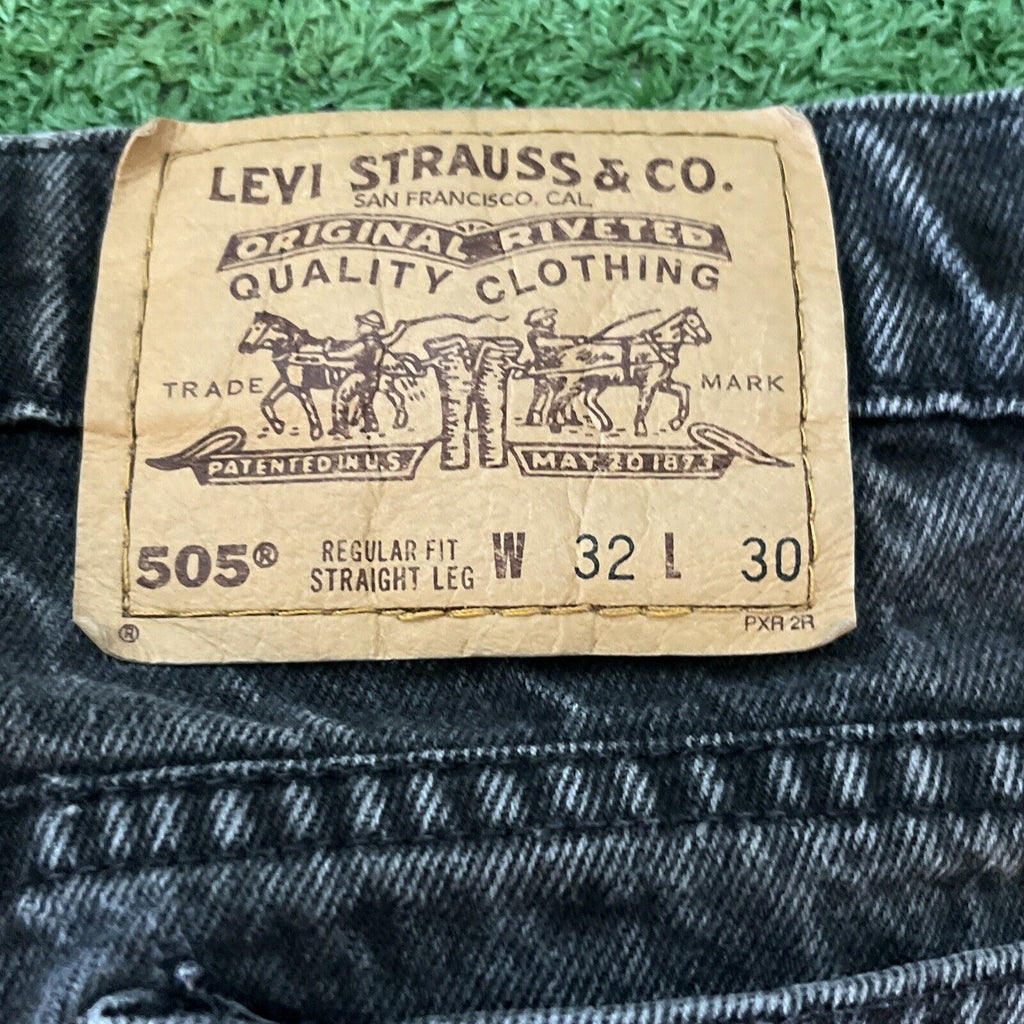 LEVI STRAUSS & CO.
SAN FRANCISCO, CAL.
ORIGINAL RIVETED
QUALITY CLOTHING
TRADE MARK
PATENTED IN U.S. MAY 20 1873
505® REGULAR FIT STRAIGHT LEG W 32 L 30
® PXR 2R